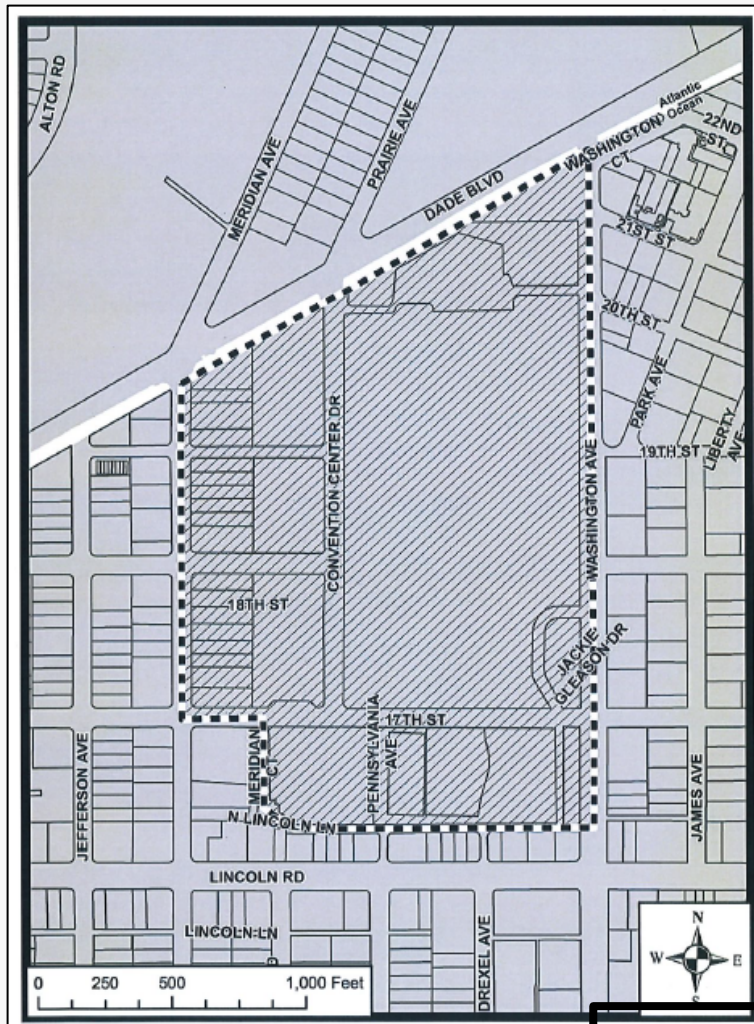 ALTON RD
MERIDIAN AVE
PRAIRIE AVE
DADE BLVD
Atlantic
Ocean
WASHINGTON
CT
22ND
ST
21ST ST
20TH ST
PARK AVE
LIBERTY
AVE
19TH ST
CONVENTION CENTER DR
WASHINGTON AVE
18TH ST
JACKIE
GLEASON DR
17TH ST
PENNSYLVANIA
AVE
MERIDIAN
CT
N LINCOLN LN
JEFFERSON AVE
JAMES AVE
LINCOLN RD
LINCOLN LN
DREXEL AVE
N
W E
S
0 250 500 1,000 Feet